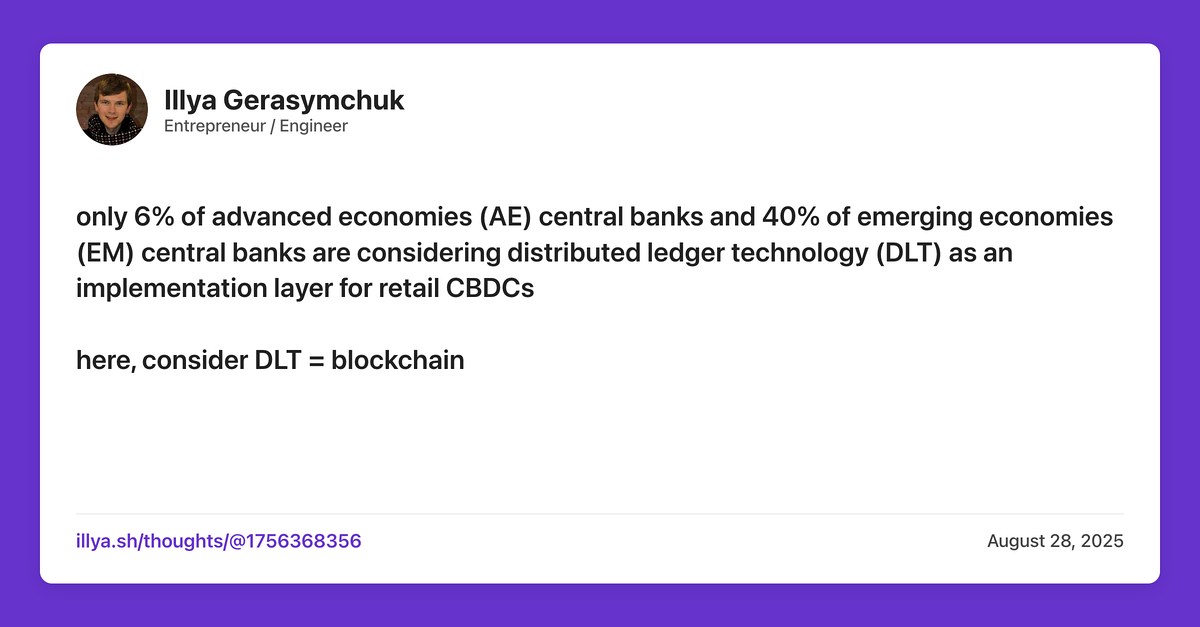 Illya Gerasymchuk
Entrepreneur / Engineer
only 6% of advanced economies (AE) central banks and 40% of emerging economies
(EM) central banks are considering distributed ledger technology (DLT) as an
implementation layer for retail CBDCs
here, consider DLT = blockchain
illya.sh/thoughts/@1756368356
August 28, 2025